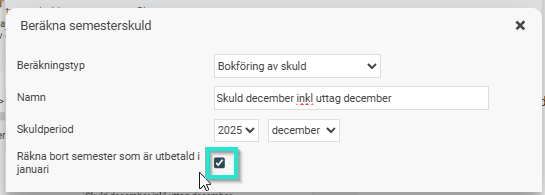 Beräkna semesterskuld
Beräkningstyp
Bokföring av skuld
Namn
Skuld december inkl uttag december
Skuldperiod
2025
december
Räkna bort semester som är utbetald i
januari